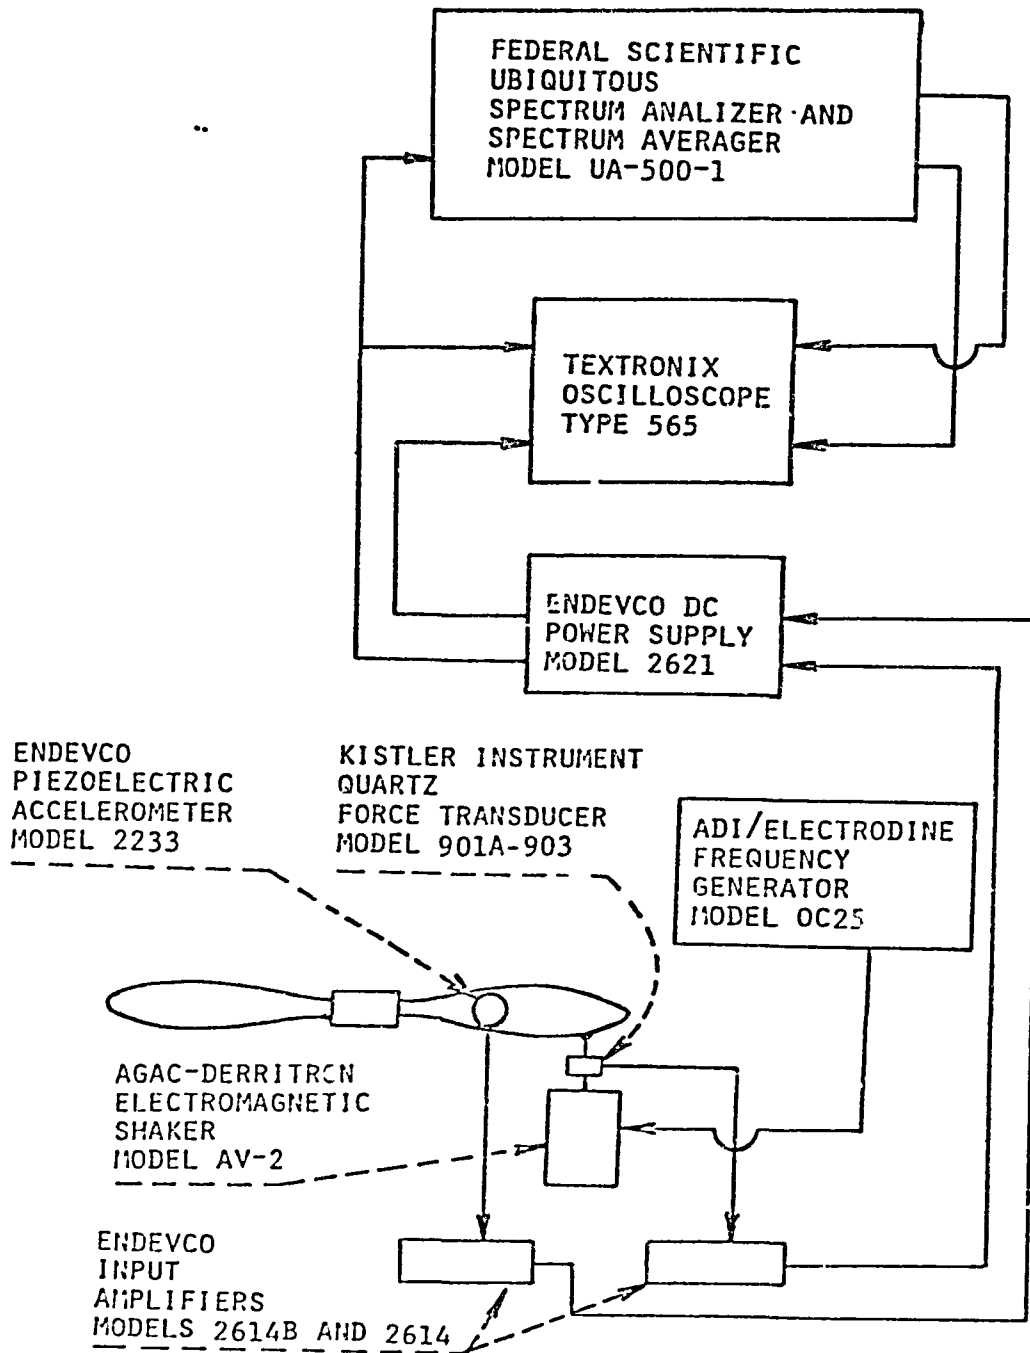 FEDERAL SCIENTIFIC
UBIQUITOUS
SPECTRUM ANALIZER AND
SPECTRUM AVERAGER
MODEL UA-500-1
TEXTRONIX
OSCILLOSCOPE
TYPE 565
ENDEVCO DC
POWER SUPPLY
MODEL 2621
ENDEVCO
PIEZOELECTRIC
ACCELEROMETER
MODEL 2233
KISTLER INSTRUMENT
QUARTZ
FORCE TRANSDUCER
MODEL 901A-903
ADI/ELECTRODINE
FREQUENCY
GENERATOR
MODEL OC25
AGAC-DERRITRON
ELECTROMAGNETIC
SHAKER
MODEL AV-2
ENDEVCO
INPUT
AMPLIFIERS
MODELS 2614B AND 2614